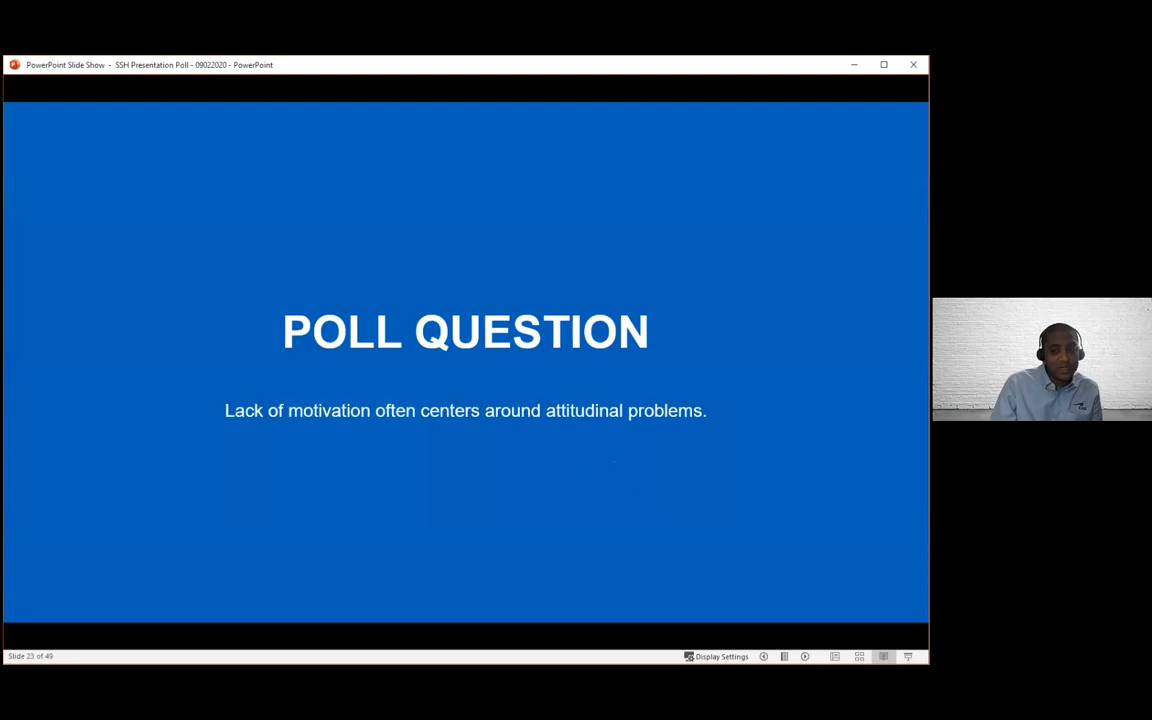 PowerPoint Slide Show - SSH Presentation Poll - 09022020 - PowerPoint
POLL QUESTION
Lack of motivation often centers around attitudinal problems.
Slide 23 of 49
Display Settings